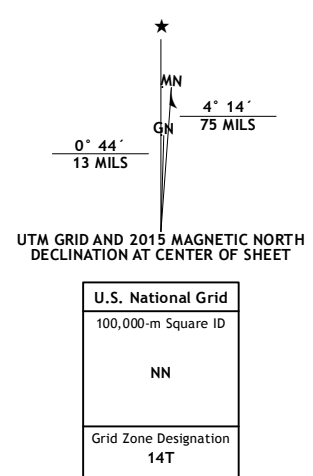 MN
GN
4° 14´
75 MILS
0° 44´
13 MILS
UTM GRID AND 2015 MAGNETIC NORTH
DECLINATION AT CENTER OF SHEET
U.S. National Grid
100,000-m Square ID
NN
Grid Zone Designation
14T